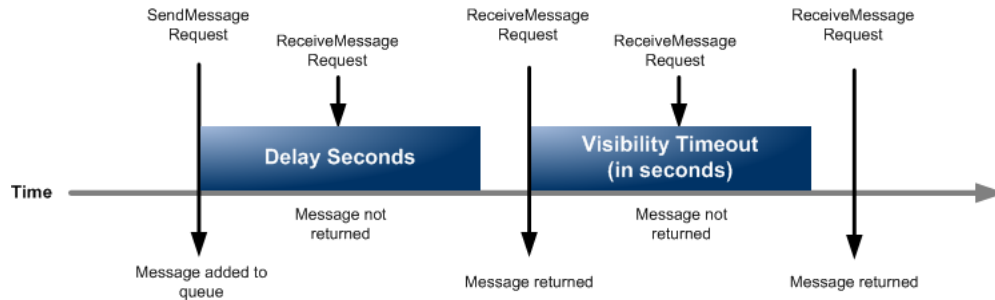 SendMessage
Request
ReceiveMessage
Request
ReceiveMessage
Request
ReceiveMessage
Request
ReceiveMessage
Request
Delay Seconds
Visibility Timeout
(in seconds)
Time
Message not
returned
Message not
returned
Message added to
queue
Message returned
Message returned